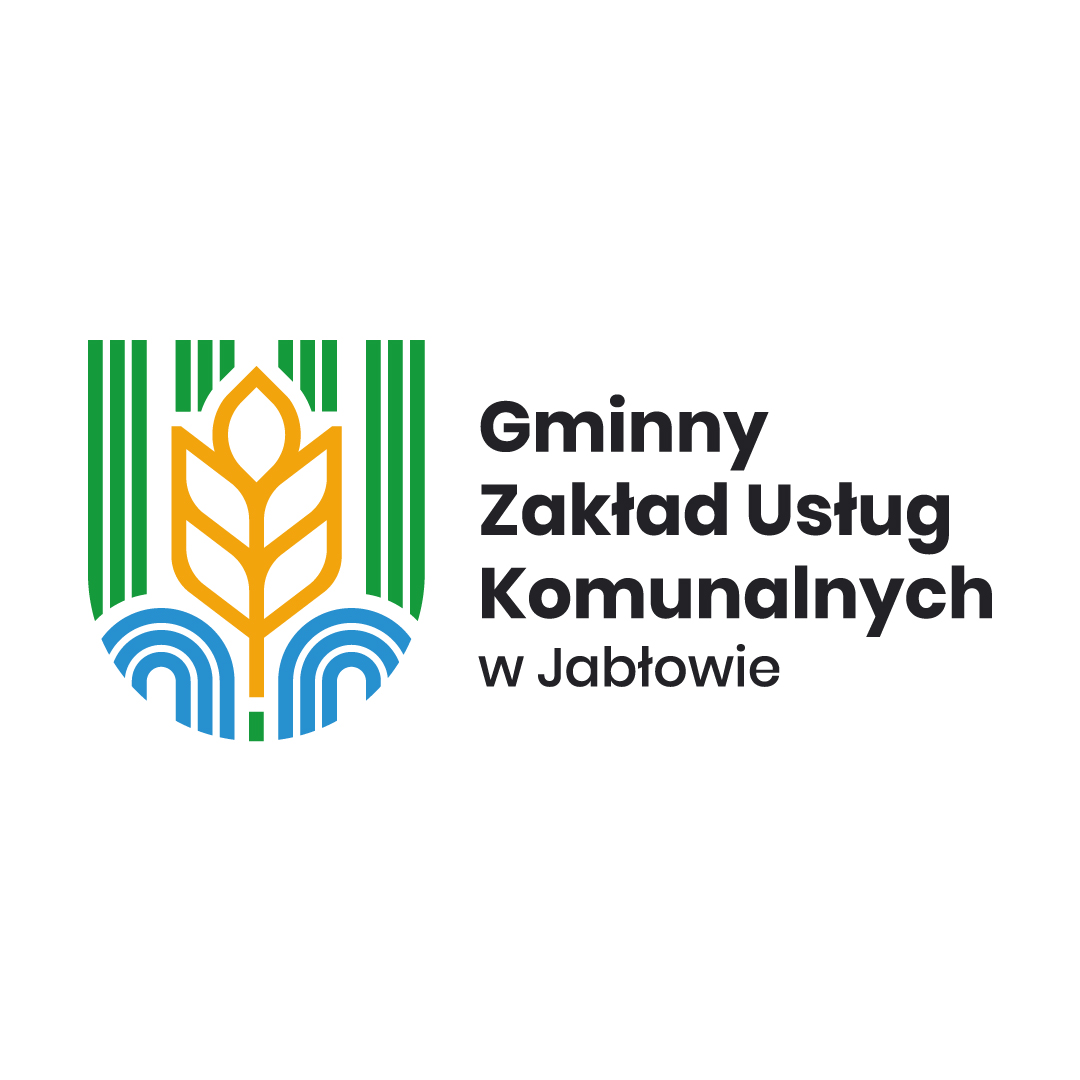 Gminny
Zakład Usług
Komunalnych
w Jabłowie